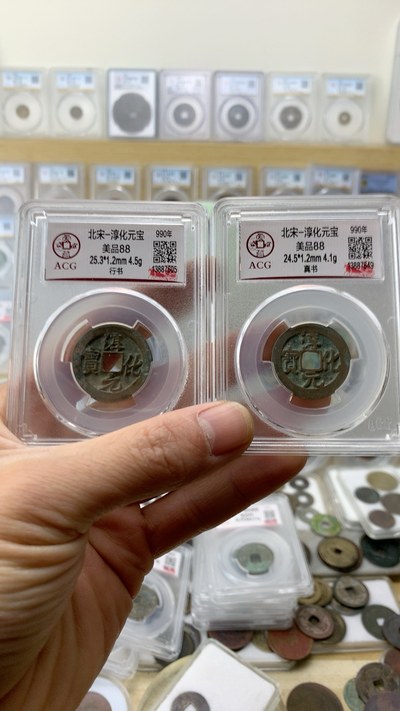 北宋-淳化元宝 990年
美品88
25.3*1.2mm 4.5g
行书
ACG
北宋-淳化元宝 990年
美品88
24.5*1.2mm 4.1g
真书
ACG
淳化元寳
淳化元寳